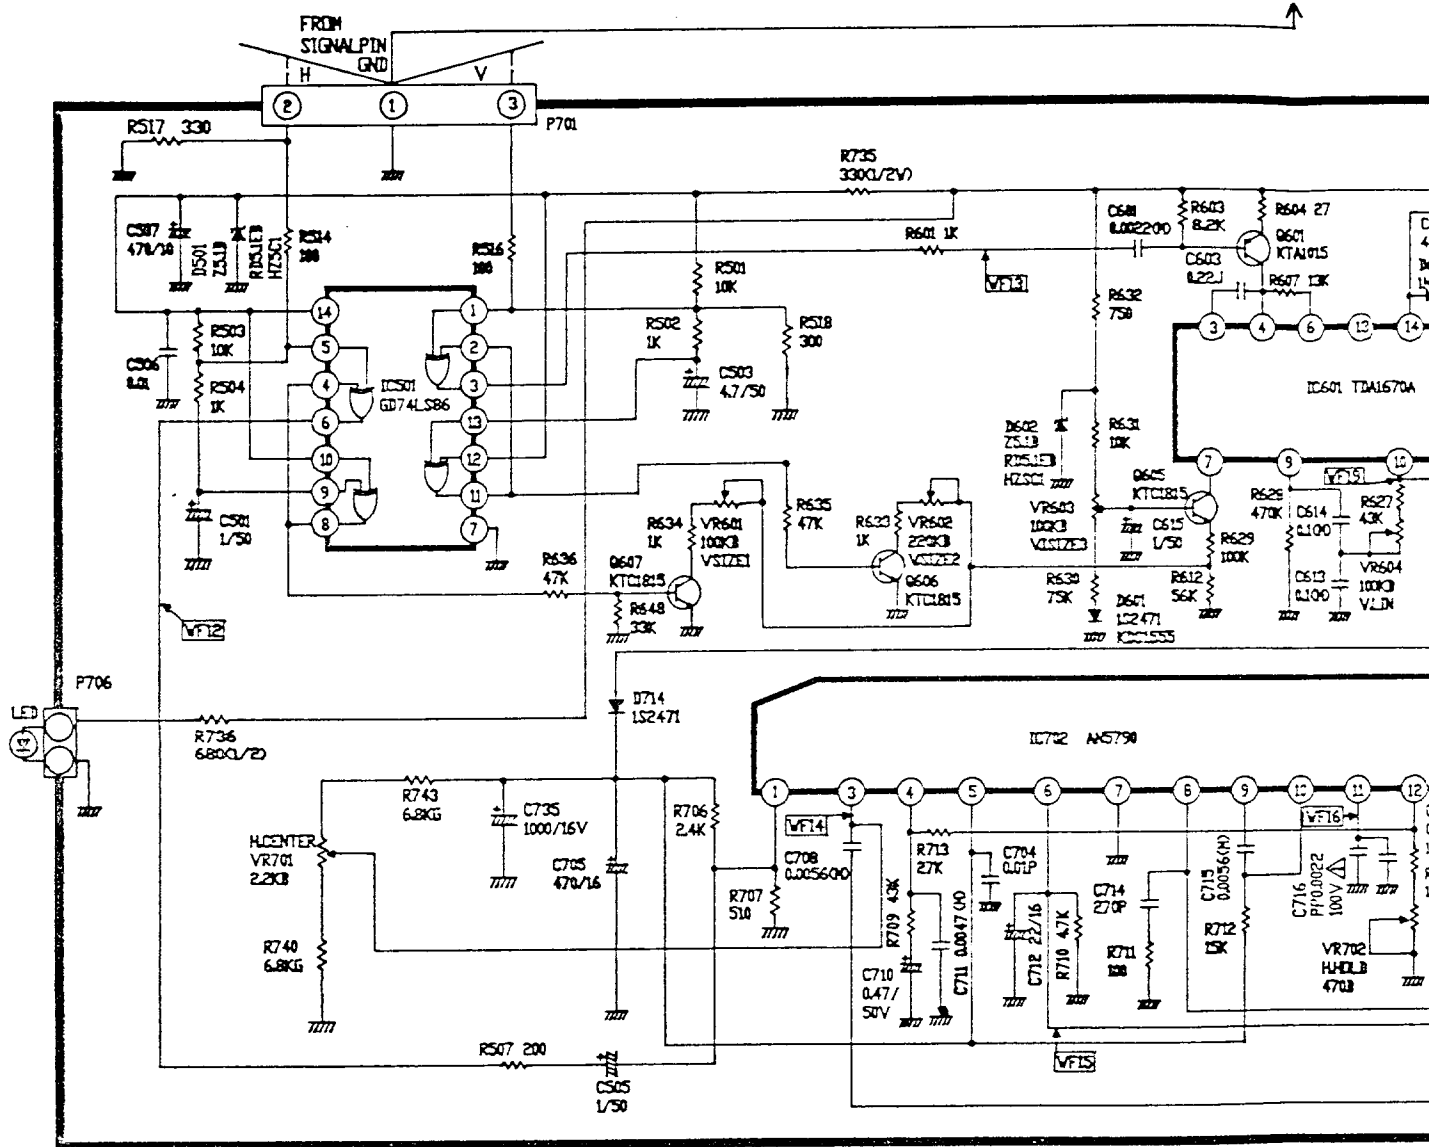 FROM
SIGNALPIN
GND
H
V
2
1
3
P701
R517 330
R735
330(1/2W)
C507
470/10
D501
Z5.1B
RD5.1EB
HZ5C1
R514
100
R516
100
R501
10K
R601 1K
C601
R603
8.2K
R604 27
Q601
KTA1015
C603
0.22J
R607 13K
WF13
R632
750
R503
10K
C506
0.01
R504
1K
C501
1/50
14
5
4
6
10
9
8
1
2
3
13
12
11
7
IC501
GD74LS86
R502
1K
R518
300
C503
4.7/50
3
4
6
13
14
IC601 TDA1670A
7
9
10
D602
Z5.1B
RD5.1EB
HZ5C1
R631
10K
Q605
KTC1815
VR603
100KB
V.SIZE3
C615
1/50
R629
100K
R612
56K
R630
75K
D601
1S2471
R628
470K
WF19
R627
43K
C614
C613
VR604
100KB
V.LIN
R634
1K
VR601
100KB
V.SIZE1
R635
47K
R633
1K
VR602
220KB
V.SIZE2
Q606
KTC1815
R636
47K
Q607
KTC1815
R648
33K
WF12
P706
LED
R736
680(1/2)
D714
1S2471
IC702 AN5790
1
3
4
5
6
7
8
9
10
11
12
R743
6.8KG
C735
1000/16V
R706
2.4K
H.CENTER
VR701
2.2KB
C705
470/16
R707
510
R740
6.8KG
WF14
C708
0.0056(M)
R713
27K
R709 43K
C710
0.47/
50V
C711 0.0047(M)
C704
0.01P
C712 22/16
R710 4.7K
C714
270P
R711
100
C715
0.0056(M)
R712
15K
WF16
C716
PP0.0022
100V
VR702
H.HOLD
470B
WF15
R507 200
C505
1/50